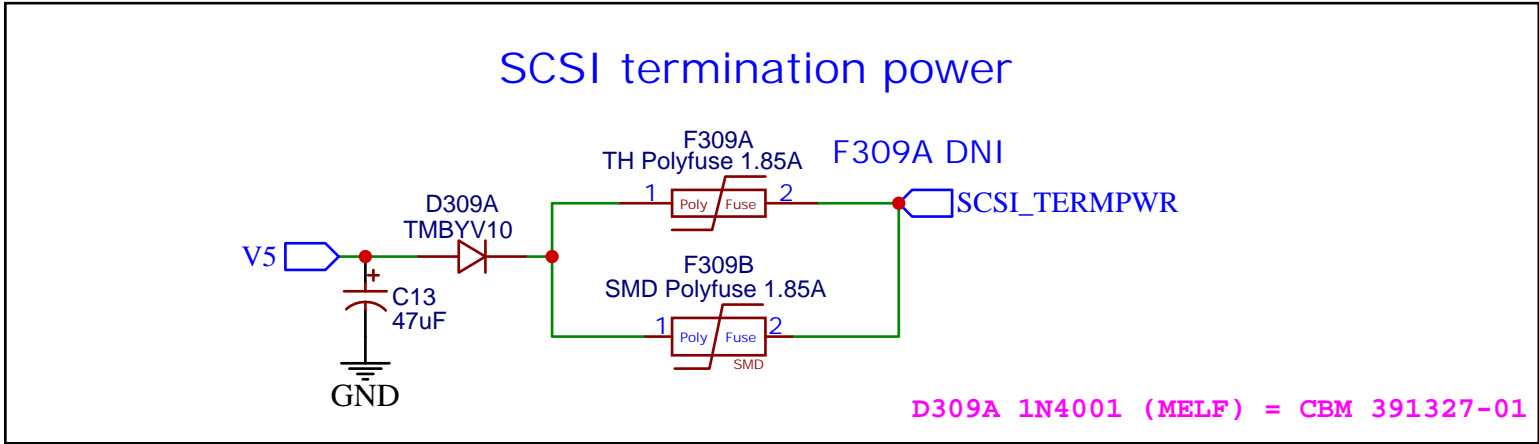 SCSI termination power
F309A
TH Polyfuse 1.85A
F309A DNI
1
Poly Fuse
2
SCSI_TERMPWR
D309A
TMBYV10
V5
+
C13
47uF
GND
F309B
SMD Polyfuse 1.85A
1
Poly Fuse
2
SMD
D309A 1N4001 (MELF) = CBM 391327-01